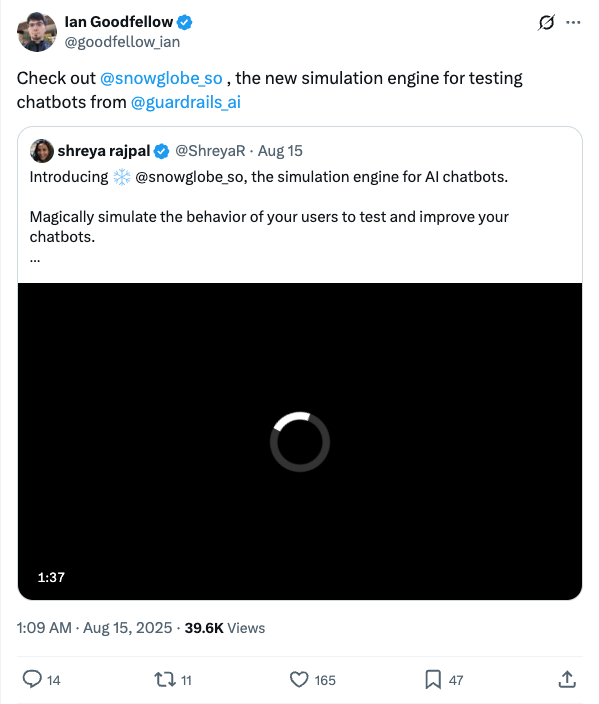 Ian Goodfellow
@goodfellow_ian
Check out @snowglobe_so , the new simulation engine for testing
chatbots from @guardrails_ai
shreya rajpal @ShreyaR · Aug 15
Introducing ❄️ @snowglobe_so, the simulation engine for AI chatbots.
Magically simulate the behavior of your users to test and improve your
chatbots.
...
1:37
1:09 AM · Aug 15, 2025 · 39.6K Views
14 11 165 47